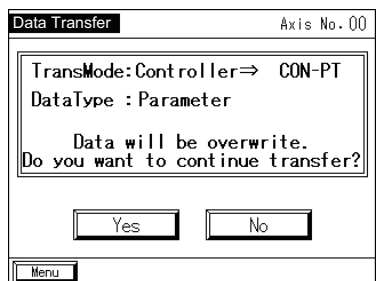 Data Transfer Axis No.00
TransMode:Controller⇒ CON-PT
DataType :Parameter
Data will be overwrite.
Do you want to continue transfer?
Yes No
Menu